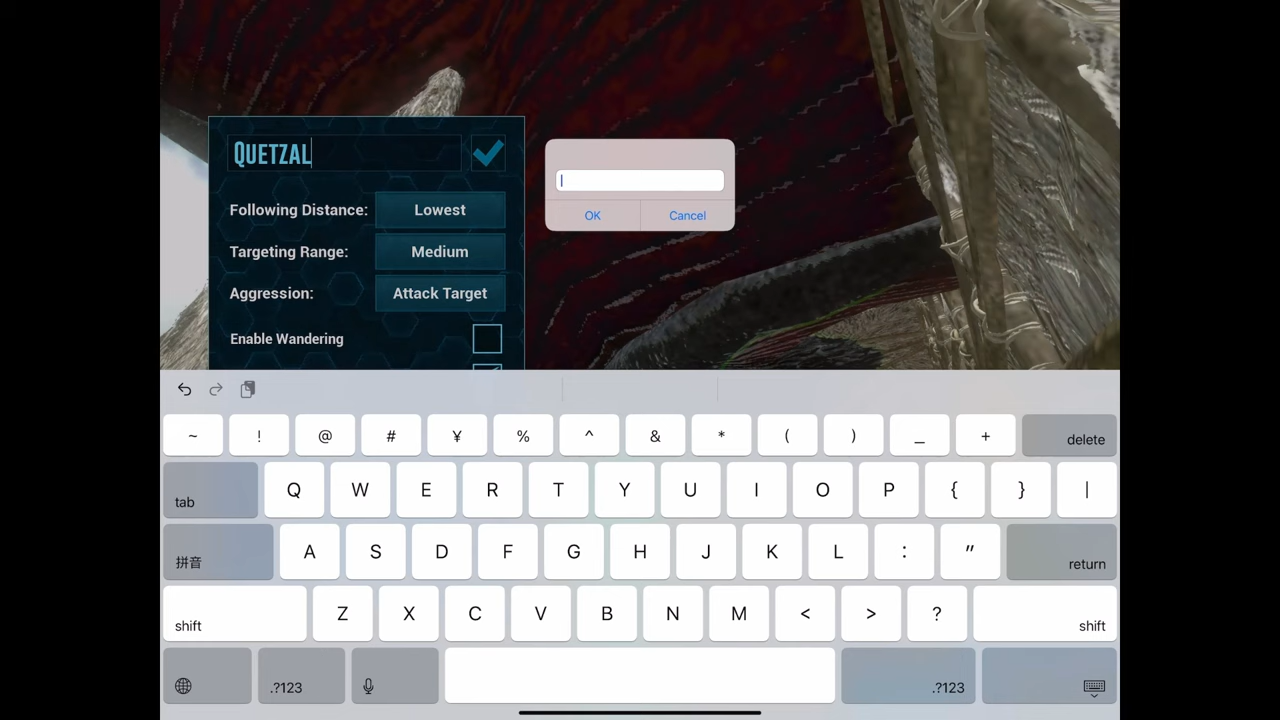 QUETZAL
Following Distance: Lowest
Targeting Range: Medium
Aggression: Attack Target
Enable Wandering
OK Cancel
~ ! @ # ¥ % ^ & * ( ) _ + delete
tab Q W E R T Y U I O P { } |
拼音 A S D F G H J K L : " return
shift Z X C V B N M < > ? shift
.?123 .?123